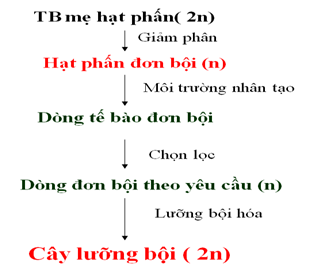 TB mẹ hạt phấn( 2n)
Giảm phân
Hạt phấn đơn bội (n)
Môi trường nhân tạo
Dòng tế bào đơn bội
Chọn lọc
Dòng đơn bội theo yêu cầu (n)
Lưỡng bội hóa
Cây lưỡng bội ( 2n)